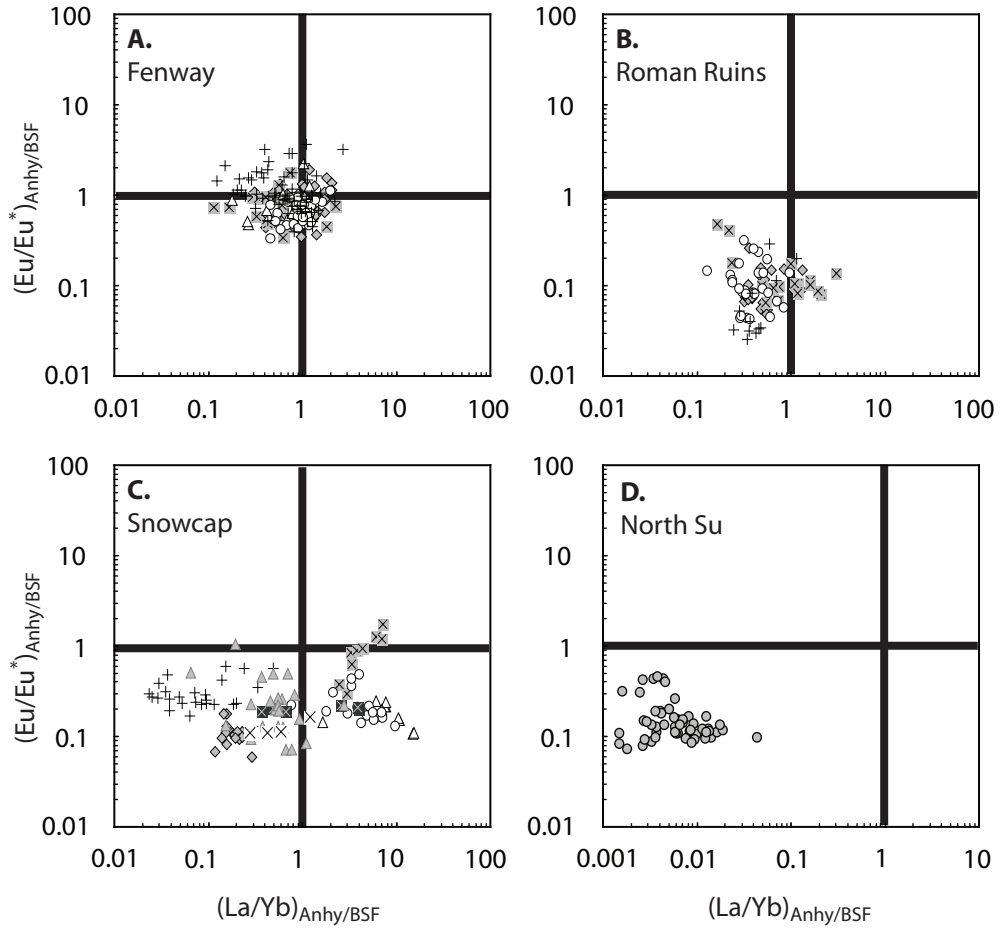 A.
Fenway
100
10
1
0.1
0.01
0.01 0.1 1 10 100
(Eu/Eu*)Anhy/BSF
B.
Roman Ruins
100
10
1
0.1
0.01
0.01 0.1 1 10 100
C.
Snowcap
100
10
1
0.1
0.01
0.01 0.1 1 10 100
(Eu/Eu*)Anhy/BSF
(La/Yb)Anhy/BSF
D.
North Su
100
10
1
0.1
0.01
0.001 0.01 0.1 1 10
(La/Yb)Anhy/BSF